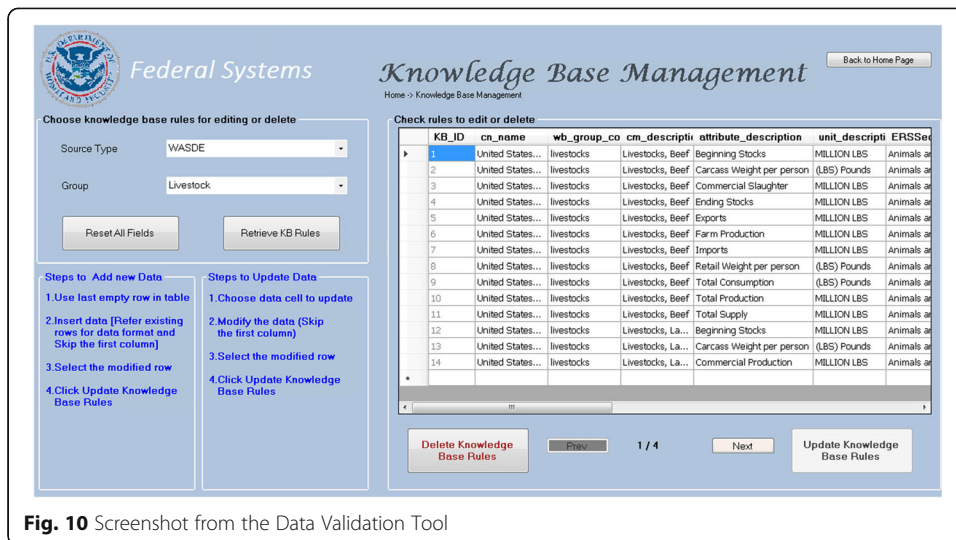 U.S. DEPARTMENT OF HOMELAND SECURITY
Federal Systems
Knowledge Base Management
Home -> Knowledge Base Management
Back to Home Page
Choose knowledge base rules for editing or delete
Source Type WASDE
Group Livestock
Reset All Fields Retrieve KB Rules
Steps to Add new Data
1.Use last empty row in table
2.Insert data [Refer existing
rows for data format and
Skip the first column]
3.Select the modified row
4.Click Update Knowledge
Base Rules
Steps to Update Data
1.Choose data cell to update
2.Modify the data (Skip
the first column)
3.Select the modified row
4.Click Update Knowledge
Base Rules
Check rules to edit or delete
KB_ID cn_name wb_group_co cm_descripti attribute_description unit_descripti ERSSec
1 United States... livestocks Livestocks, Beef Beginning Stocks MILLION LBS Animals ar
2 United States... livestocks Livestocks, Beef Carcass Weight per person (LBS) Pounds Animals ar
3 United States... livestocks Livestocks, Beef Commercial Slaughter MILLION LBS Animals ar
4 United States... livestocks Livestocks, Beef Ending Stocks MILLION LBS Animals ar
5 United States... livestocks Livestocks, Beef Exports MILLION LBS Animals ar
6 United States... livestocks Livestocks, Beef Farm Production MILLION LBS Animals ar
7 United States... livestocks Livestocks, Beef Imports MILLION LBS Animals ar
8 United States... livestocks Livestocks, Beef Retail Weight per person (LBS) Pounds Animals ar
9 United States... livestocks Livestocks, Beef Total Consumption (LBS) Pounds Animals ar
10 United States... livestocks Livestocks, Beef Total Production MILLION LBS Animals ar
11 United States... livestocks Livestocks, Beef Total Supply MILLION LBS Animals ar
12 United States... livestocks Livestocks, La... Beginning Stocks MILLION LBS Animals ar
13 United States... livestocks Livestocks, La... Carcass Weight per person (LBS) Pounds Animals ar
14 United States... livestocks Livestocks, La... Commercial Production MILLION LBS Animals ar
*
Delete Knowledge
Base Rules
Prev 1 / 4 Next
Update Knowledge
Base Rules
Fig. 10 Screenshot from the Data Validation Tool